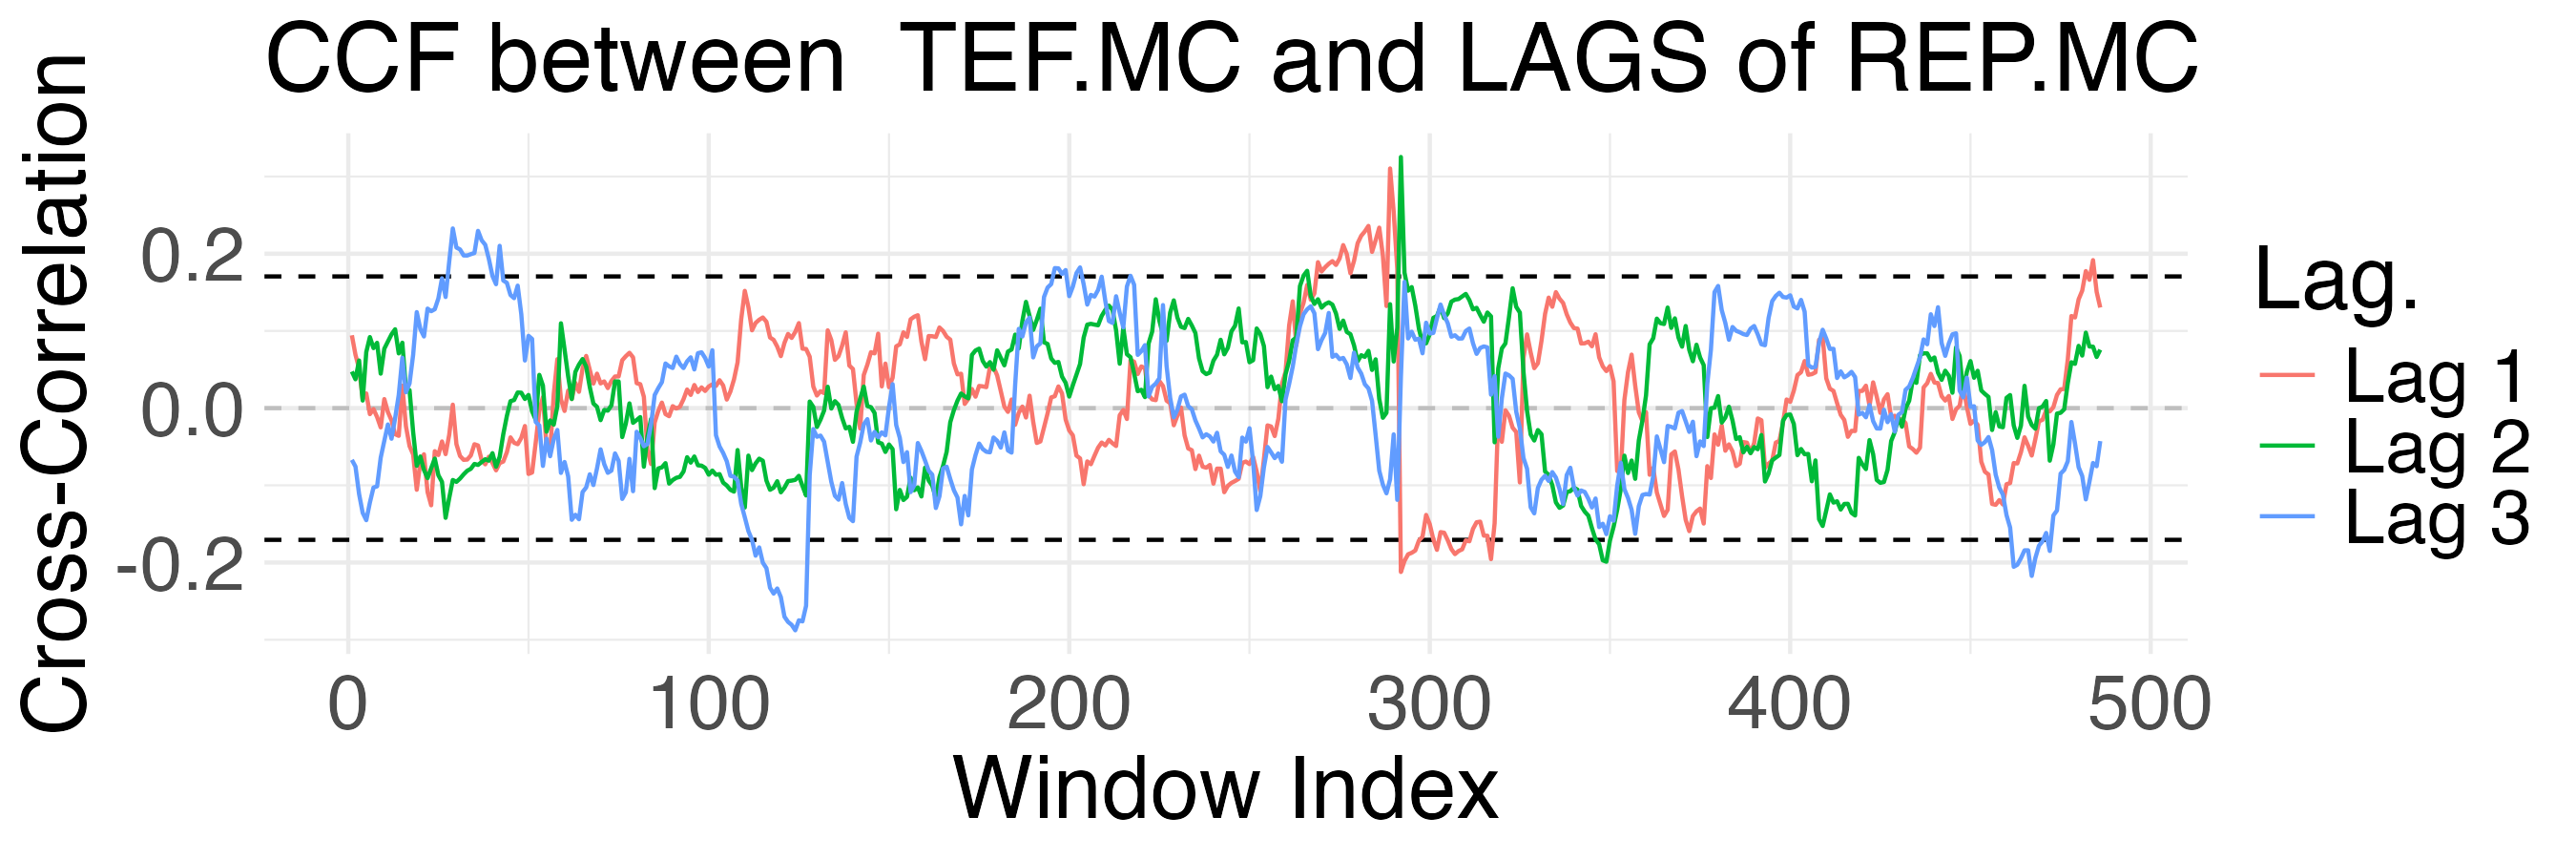 CCF between  TEF.MC and LAGS of REP.MC
Cross-Correlation
0.2
0.0
-0.2
0 100 200 300 400 500
Window Index
Lag.
Lag 1
Lag 2
Lag 3